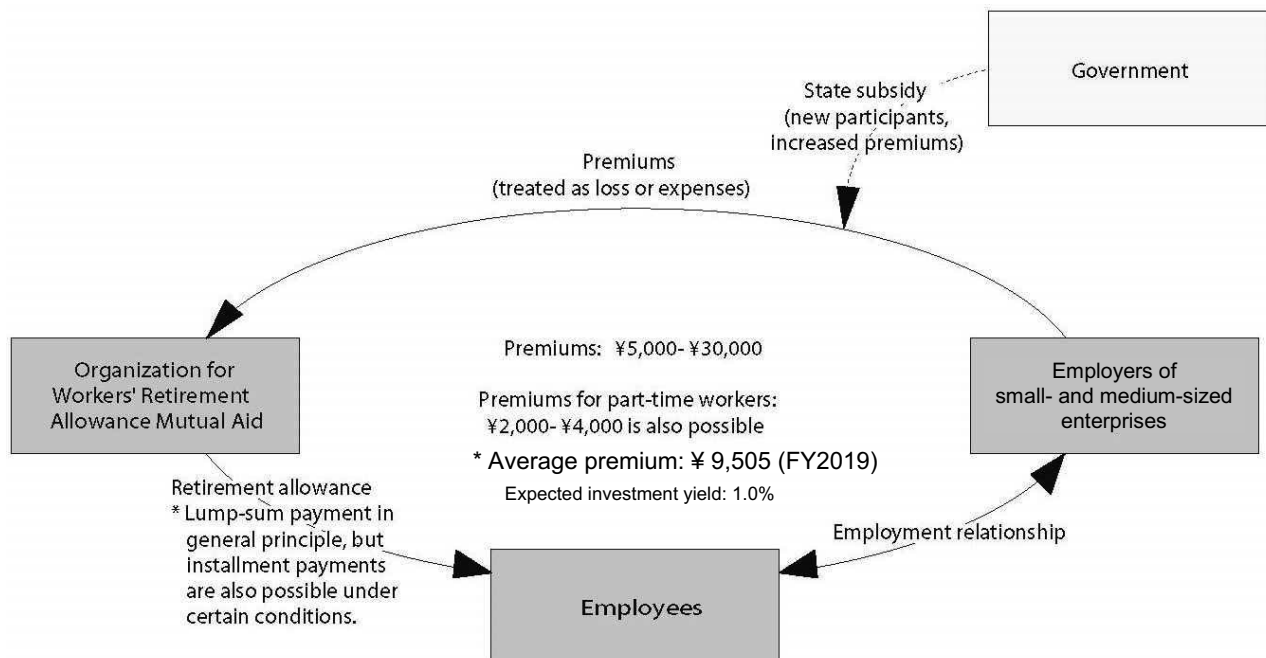 Government
State subsidy
(new participants,
increased premiums)
Premiums
(treated as loss or expenses)
Organization for
Workers' Retirement
Allowance Mutual Aid
Premiums: ¥5,000- ¥30,000
Premiums for part-time workers:
¥2,000- ¥4,000 is also possible
* Average premium: ¥ 9,505 (FY2019)
Expected investment yield: 1.0%
Employers of
small- and medium-sized
enterprises
Retirement allowance
* Lump-sum payment in
general principle, but
installment payments
are also possible under
certain conditions.
Employment relationship
Employees